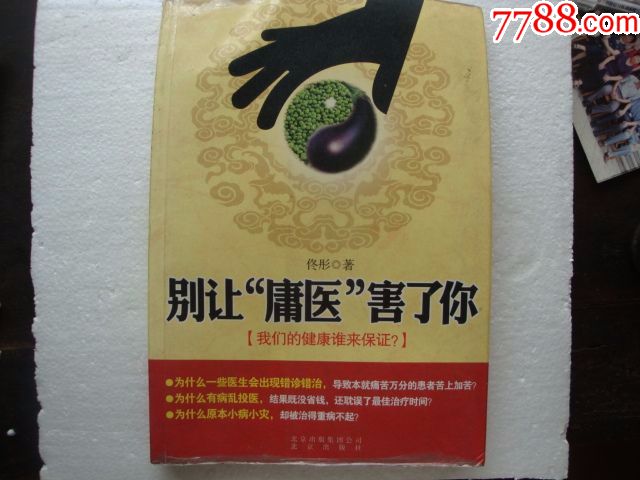 7788.com
佟彤◎著
别让“庸医”害了你
【我们的健康谁来保证？】
●为什么一些医生会出现错诊错治，导致本就痛苦万分的患者苦上加苦？
●为什么有病乱投医，结果既没省钱，还耽误了最佳治疗时间？
●为什么原本小病小灾，却被治得重病不起？
北京出版集团公司
北京出版社